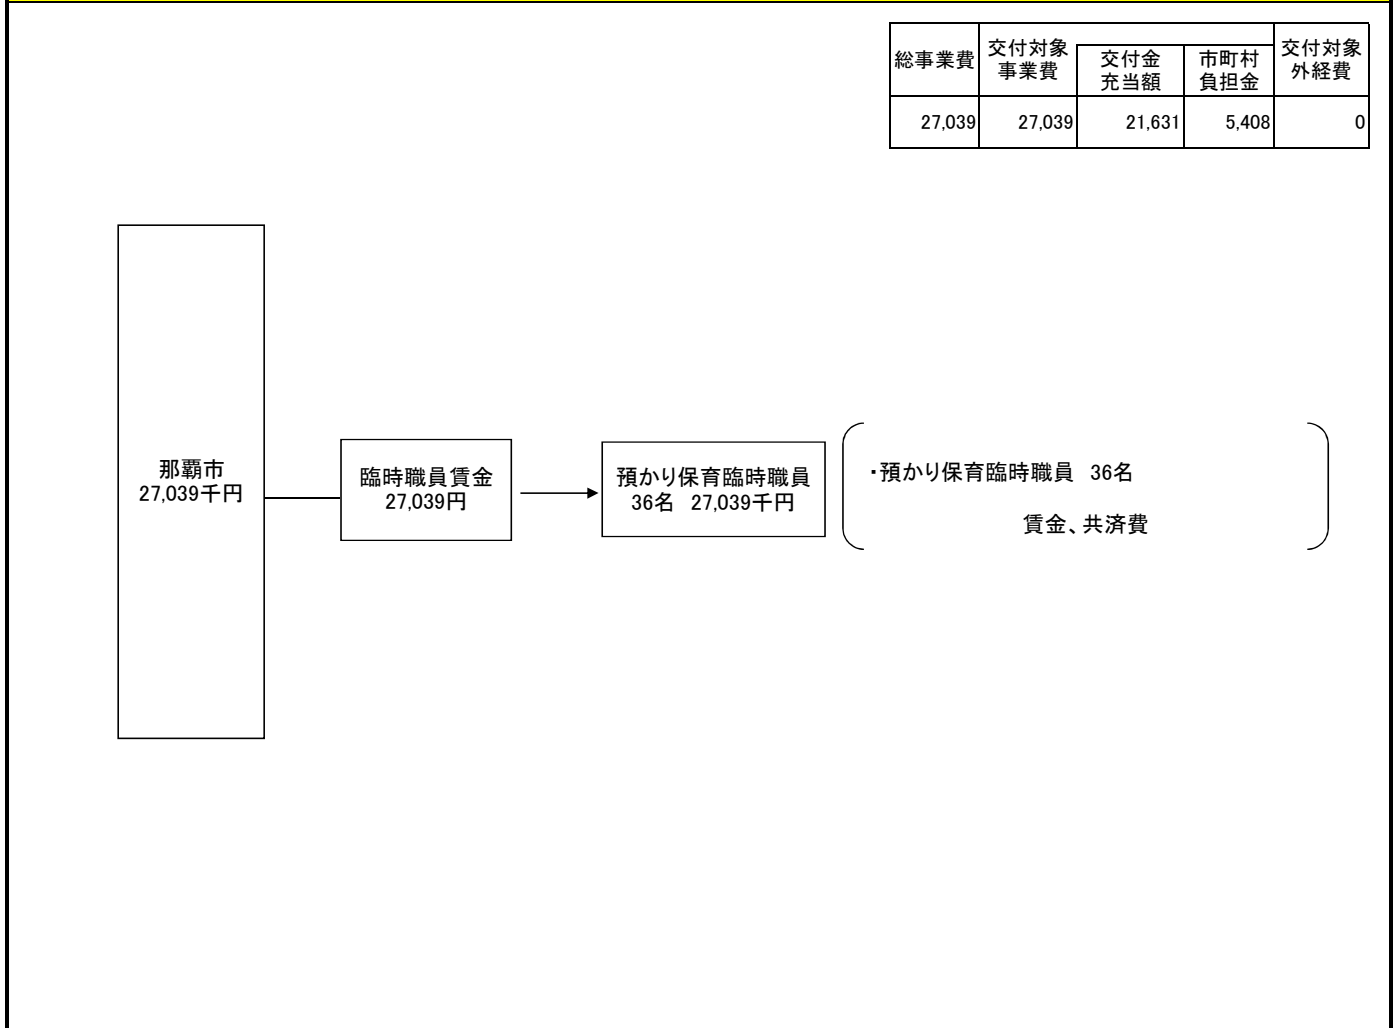 総事業費
交付対象
事業費
交付金
充当額
市町村
負担金
交付対象
外経費
27,039 27,039 21,631 5,408 0
那覇市
27,039千円
臨時職員賃金
27,039円
預かり保育臨時職員
36名 27,039千円
・預かり保育臨時職員 36名
賃金、共済費